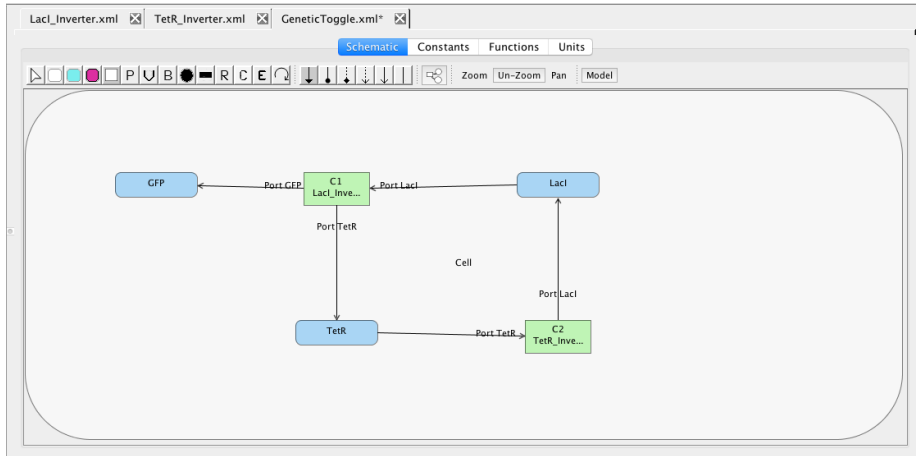 LacI_Inverter.xml TetR_Inverter.xml GeneticToggle.xml*
Schematic Constants Functions Units
P V B R C E Zoom Un-Zoom Pan Model
GFP Port GFP C1 Port LacI LacI
LacI_Inve...
Port TetR
Cell
Port LacI
TetR Port TetR C2
TetR_Inve...